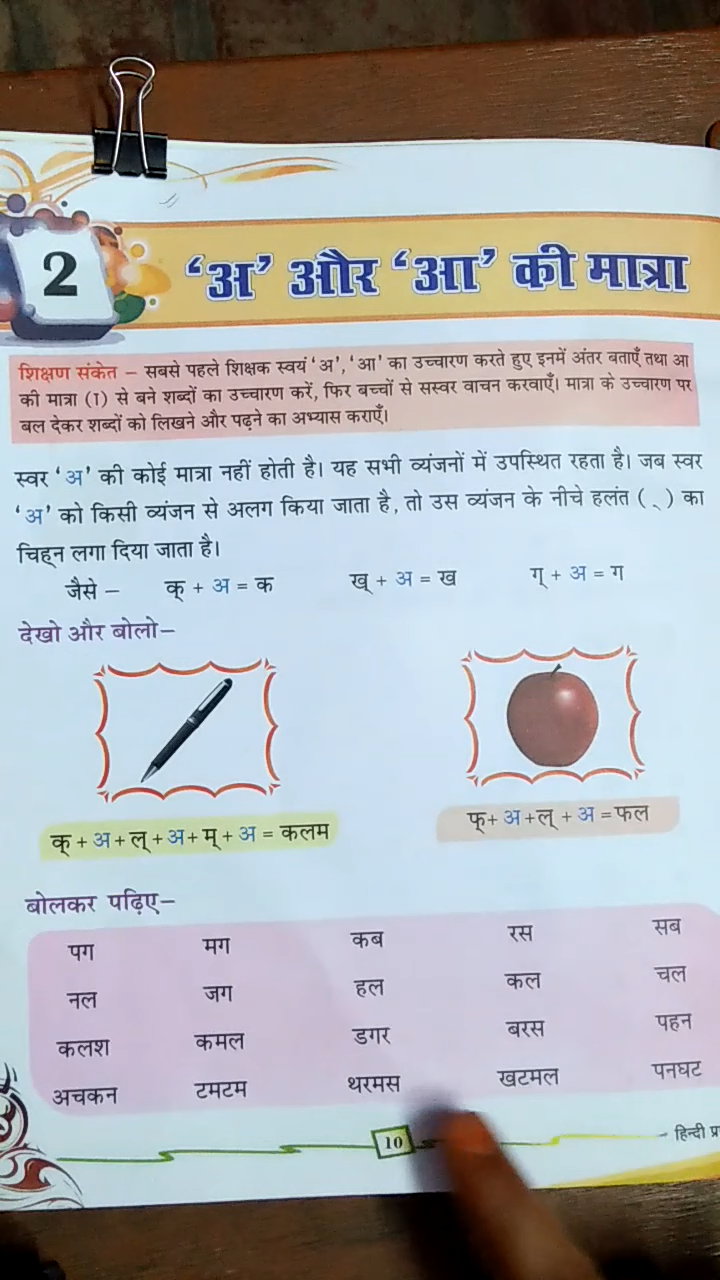 2
‘अ’ और ‘आ’ की मात्रा
शिक्षण संकेत – सबसे पहले शिक्षक स्वयं ‘अ’, ‘आ’ का उच्चारण करते हुए इनमें अंतर बताएँ तथा आ
की मात्रा (ा) से बने शब्दों का उच्चारण करें, फिर बच्चों से सस्वर वाचन करवाएँ। मात्रा के उच्चारण पर
बल देकर शब्दों को लिखने और पढ़ने का अभ्यास कराएँ।
स्वर ‘अ’ की कोई मात्रा नहीं होती है। यह सभी व्यंजनों में उपस्थित रहता है। जब स्वर
‘अ’ को किसी व्यंजन से अलग किया जाता है, तो उस व्यंजन के नीचे हलंत (्) का
चिह्न लगा दिया जाता है।
जैसे – क् + अ = क ख् + अ = ख ग् + अ = ग
देखो और बोलो–
क् + अ + ल् + अ + म् + अ = कलम
फ् + अ + ल् + अ = फल
बोलकर पढ़िए–
पग मग कब रस सब
नल जग हल कल चल
कलश कमल डगर बरस पहन
अचकन टमटम थरमस खटमल पनघट
10
– हिन्दी